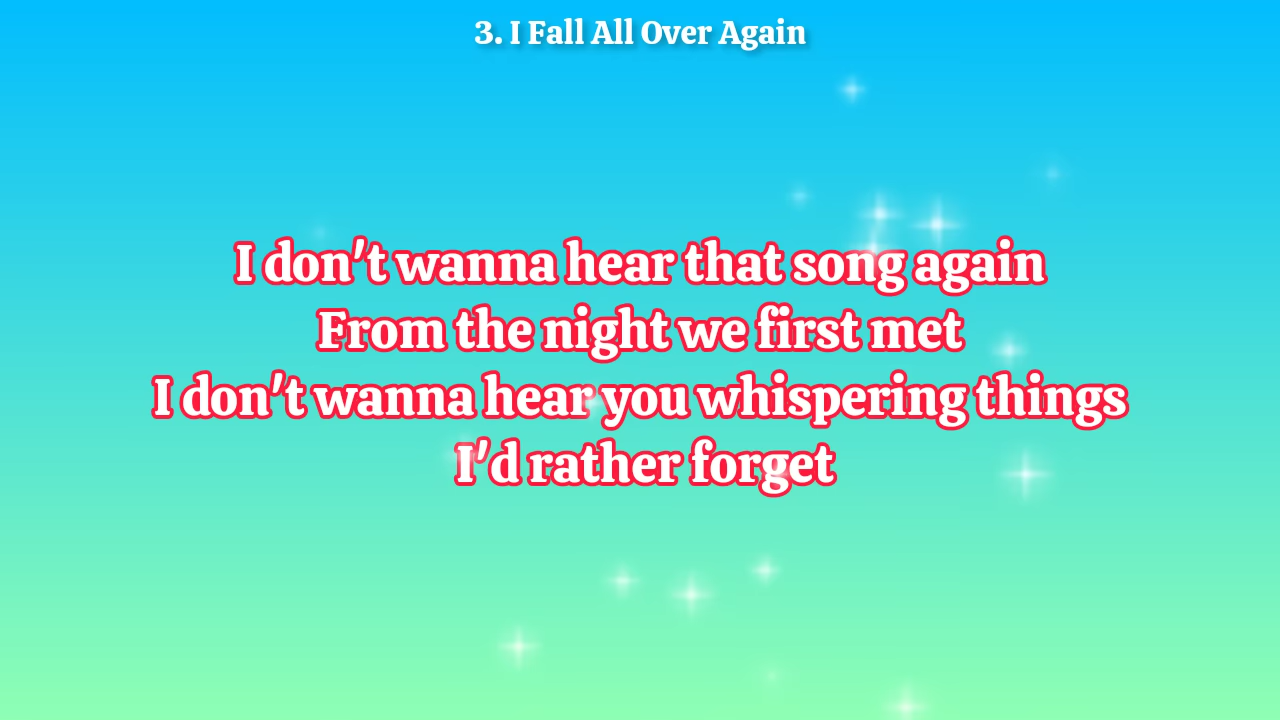 3. I Fall All Over Again
I don't wanna hear that song again
From the night we first met
I don't wanna hear you whispering things
I'd rather forget